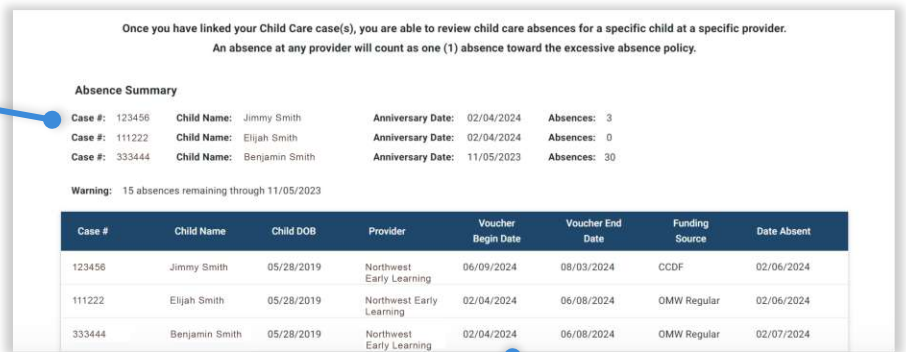 Once you have linked your Child Care case(s), you are able to review child care absences for a specific child at a specific provider.
An absence at any provider will count as one (1) absence toward the excessive absence policy.
Absence Summary
Case #: 123456 Child Name: Jimmy Smith Anniversary Date: 02/04/2024 Absences: 3
Case #: 111222 Child Name: Elijah Smith Anniversary Date: 02/04/2024 Absences: 0
Case #: 333444 Child Name: Benjamin Smith Anniversary Date: 11/05/2023 Absences: 30
Warning: 15 absences remaining through 11/05/2023
Case # Child Name Child DOB Provider Voucher Begin Date Voucher End Date Funding Source Date Absent
123456 Jimmy Smith 05/28/2019 Northwest Early Learning 06/09/2024 08/03/2024 CCDF 02/06/2024
111222 Elijah Smith 05/28/2019 Northwest Early Learning 02/04/2024 06/08/2024 OMW Regular 02/06/2024
333444 Benjamin Smith 05/28/2019 Northwest Early Learning 02/04/2024 06/08/2024 OMW Regular 02/07/2024